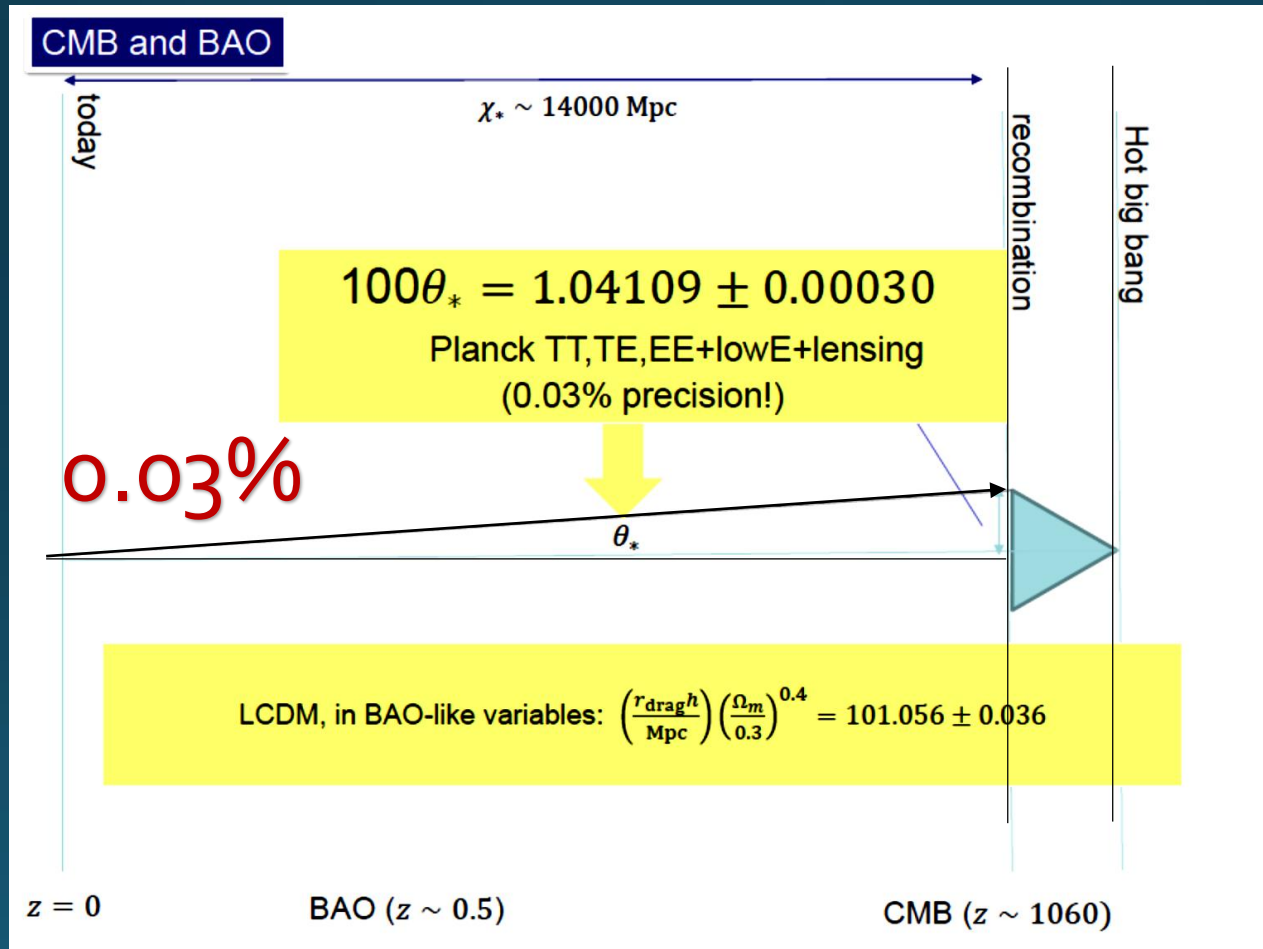 CMB and BAO
today
χ* ~ 14000 Mpc
recombination
Hot big bang
100θ* = 1.04109 ± 0.00030
Planck TT,TE,EE+lowE+lensing
(0.03% precision!)
0.03%
θ*
LCDM, in BAO-like variables: (r_drag h / Mpc) (Ω_m / 0.3)^0.4 = 101.056 ± 0.036
z = 0
BAO (z ~ 0.5)
CMB (z ~ 1060)